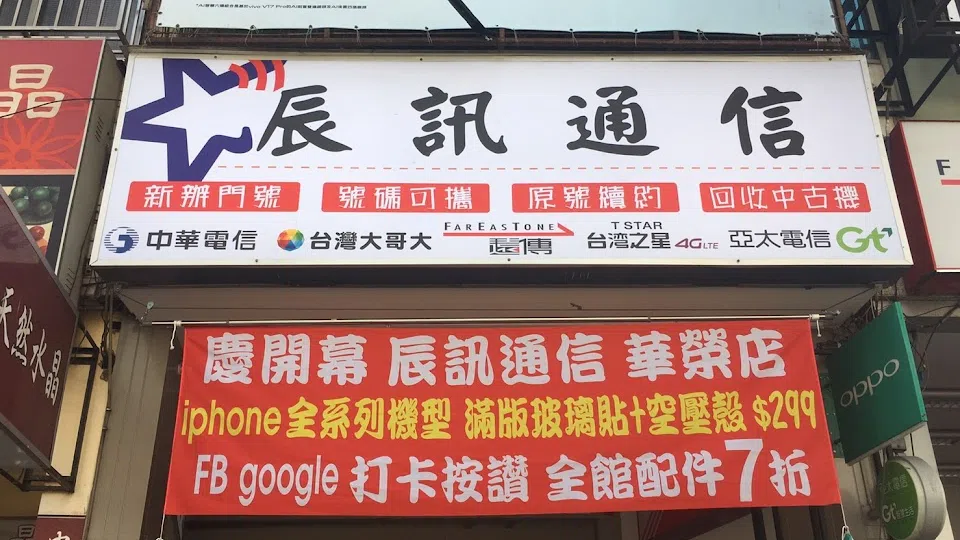 辰訊通信
新辦門號 號碼可攜 原號續約 回收中古機
中華電信 台灣大哥大 FAREASTONE 遠傳 T STAR 台灣之星 4G LTE 亞太電信 Gt
慶開幕 辰訊通信 華榮店
iphone全系列機型 滿版玻璃貼+空壓殼 $299
FB google 打卡按讚 全館配件7折
晶
天然水晶
oppo
Gt